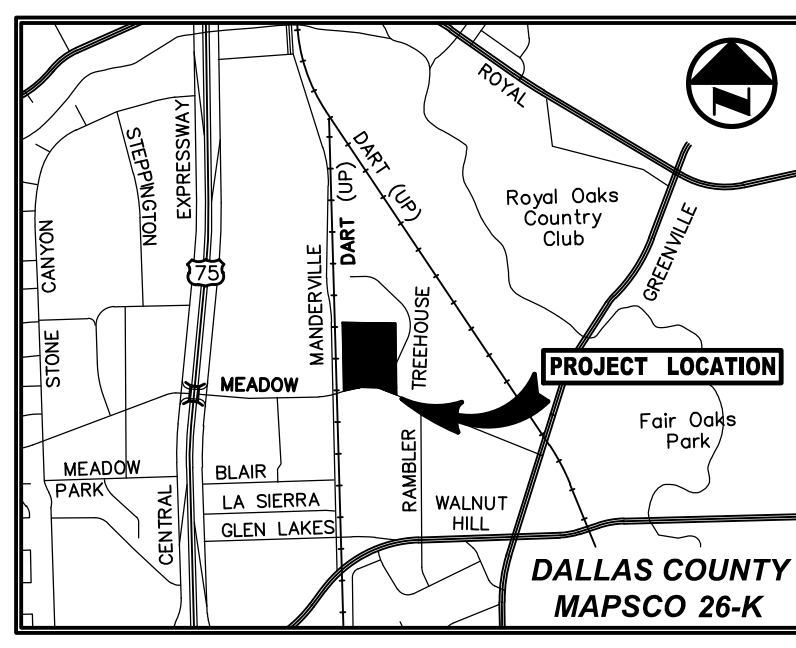 ROYAL
N
STEPPINGTON
EXPRESSWAY
DART (UP)
DART (UP)
Royal Oaks
Country
Club
CANYON
75
GREENVILLE
MANDERVILLE
TREEHOUSE
STONE
MEADOW
PROJECT LOCATION
Fair Oaks
Park
MEADOW
PARK
BLAIR
RAMBLER
LA SIERRA
WALNUT
HILL
CENTRAL
GLEN LAKES
DALLAS COUNTY
MAPSCO 26-K